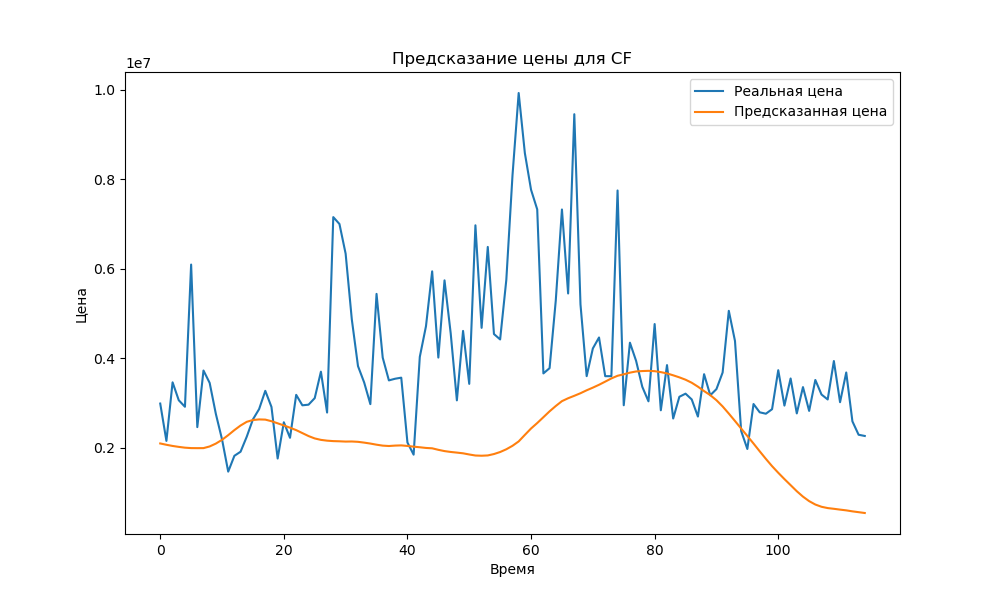 Предсказание цены для CF
1e7
Реальная цена
Предсказанная цена
1.0
0.8
0.6
0.4
0.2
Цена
0 20 40 60 80 100
Время